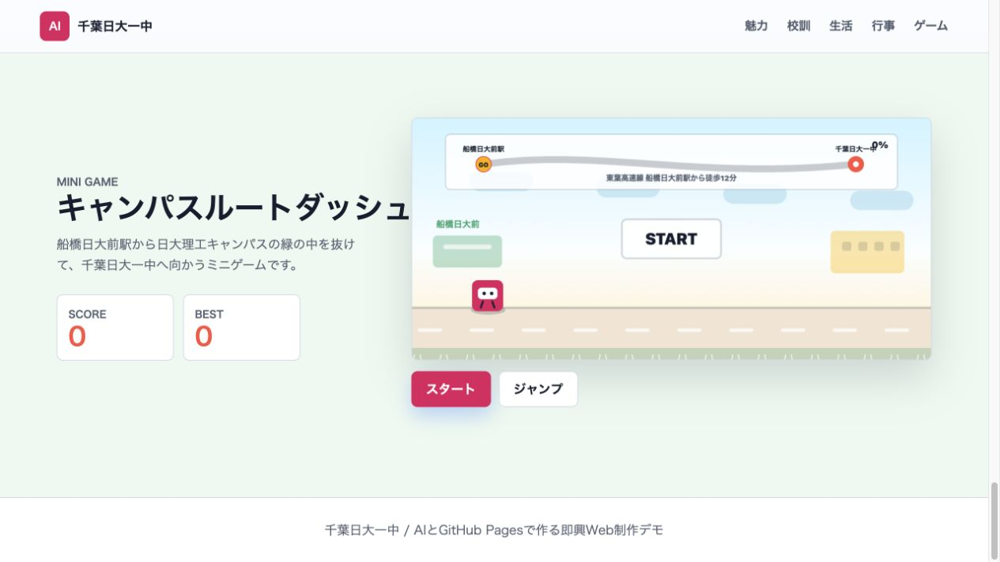 AI 千葉日大一中
魅力 校訓 生活 行事 ゲーム
MINI GAME
キャンパスルートダッシュ
船橋日大前駅から日大理工キャンパスの緑の中を抜け
て、千葉日大一中へ向かうミニゲームです。
SCORE
0
BEST
0
船橋日大前駅
千葉日大一中
0%
GO
東葉高速線 船橋日大前駅から徒歩12分
船橋日大前
START
スタート
ジャンプ
千葉日大一中 / AIとGitHub Pagesで作る即興Web制作デモ